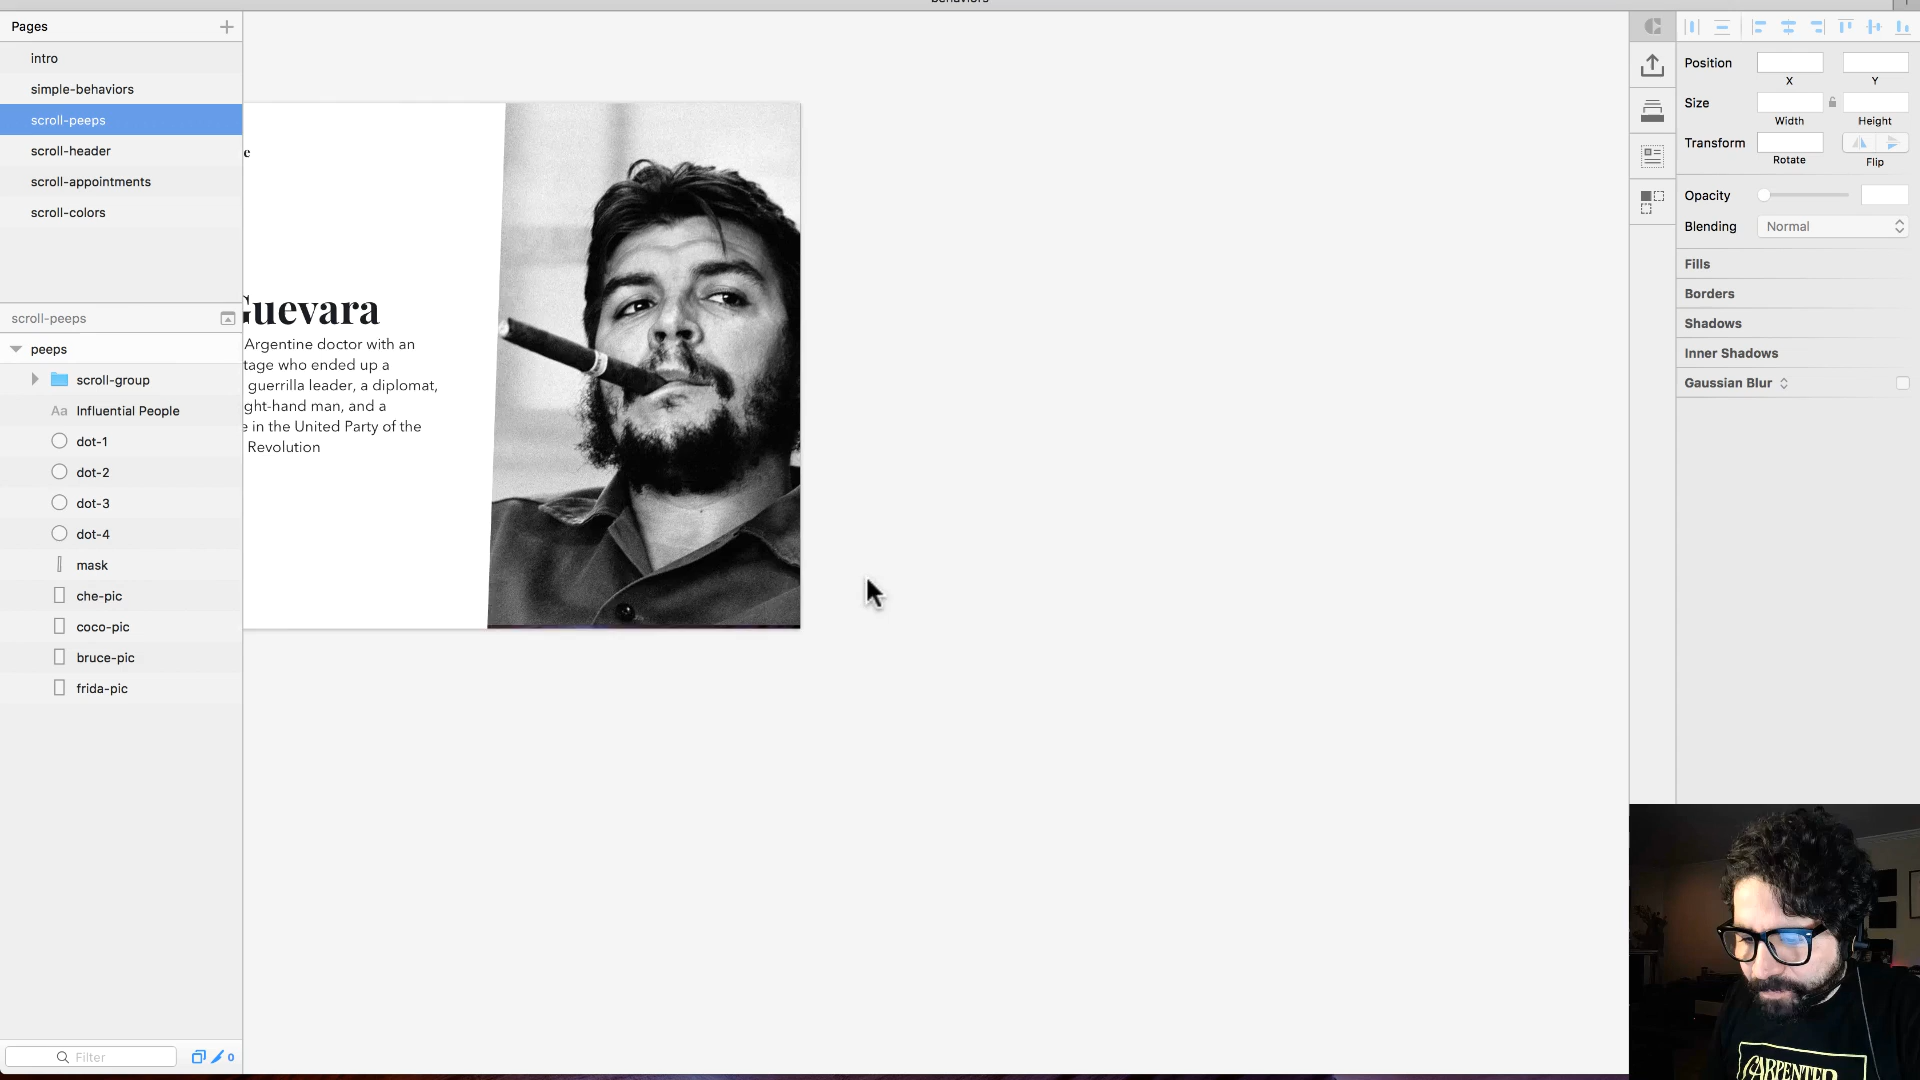 behaviors
Pages
intro
simple-behaviors
scroll-peeps
scroll-header
scroll-appointments
scroll-colors
scroll-peeps
peeps
scroll-group
Aa Influential People
dot-1
dot-2
dot-3
dot-4
mask
che-pic
coco-pic
bruce-pic
frida-pic
Filter
0
e
Guevara
Argentine doctor with an
tage who ended up a
guerrilla leader, a diplomat,
ght-hand man, and a
e in the United Party of the
Revolution
Position
X
Y
Size
Width
Height
Transform
Rotate
Flip
Opacity
Blending
Normal
Fills
Borders
Shadows
Inner Shadows
Gaussian Blur
CARPENTER